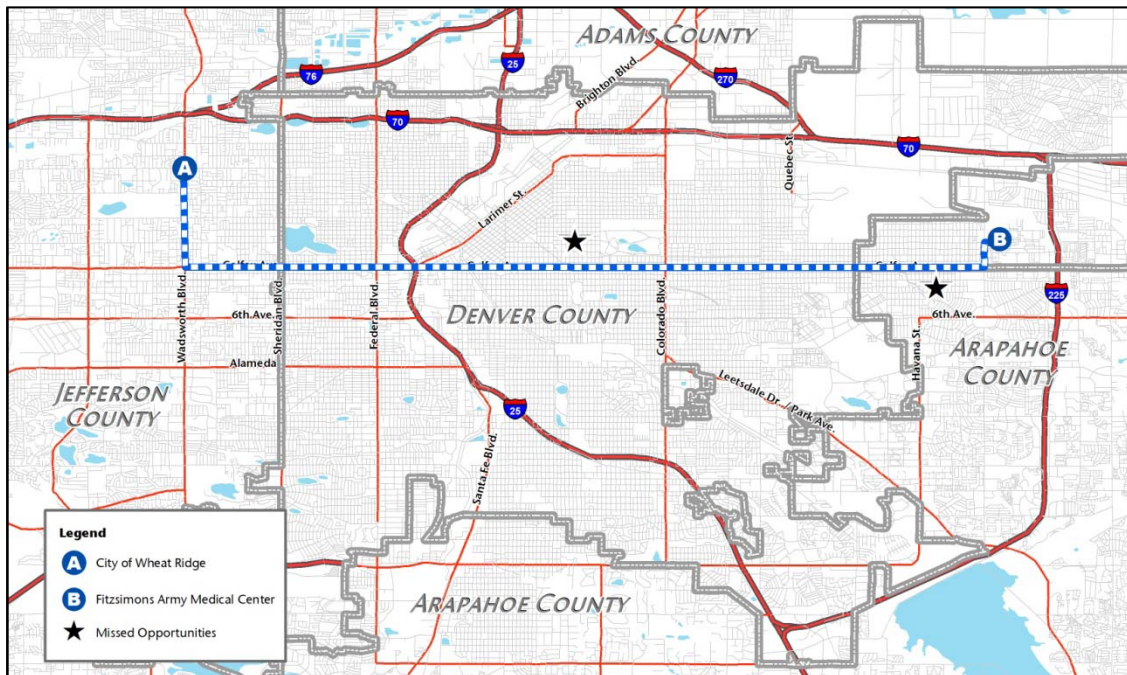 ADAMS COUNTY
76
25
270
Brighton Blvd.
70
70
Quebec St.
A
Larimer St.
B
Colfax Ave.
Wadsworth Blvd.
Sheridan Blvd.
Federal Blvd.
6th Ave.
Alameda
DENVER COUNTY
Colorado Blvd.
Havana St.
6th Ave.
225
JEFFERSON
COUNTY
ARAPAHOE
COUNTY
Leetsdale Dr. / Park Ave.
25
Santa Fe Blvd.
ARAPAHOE COUNTY
Legend
A City of Wheat Ridge
B Fitzsimons Army Medical Center
Missed Opportunities